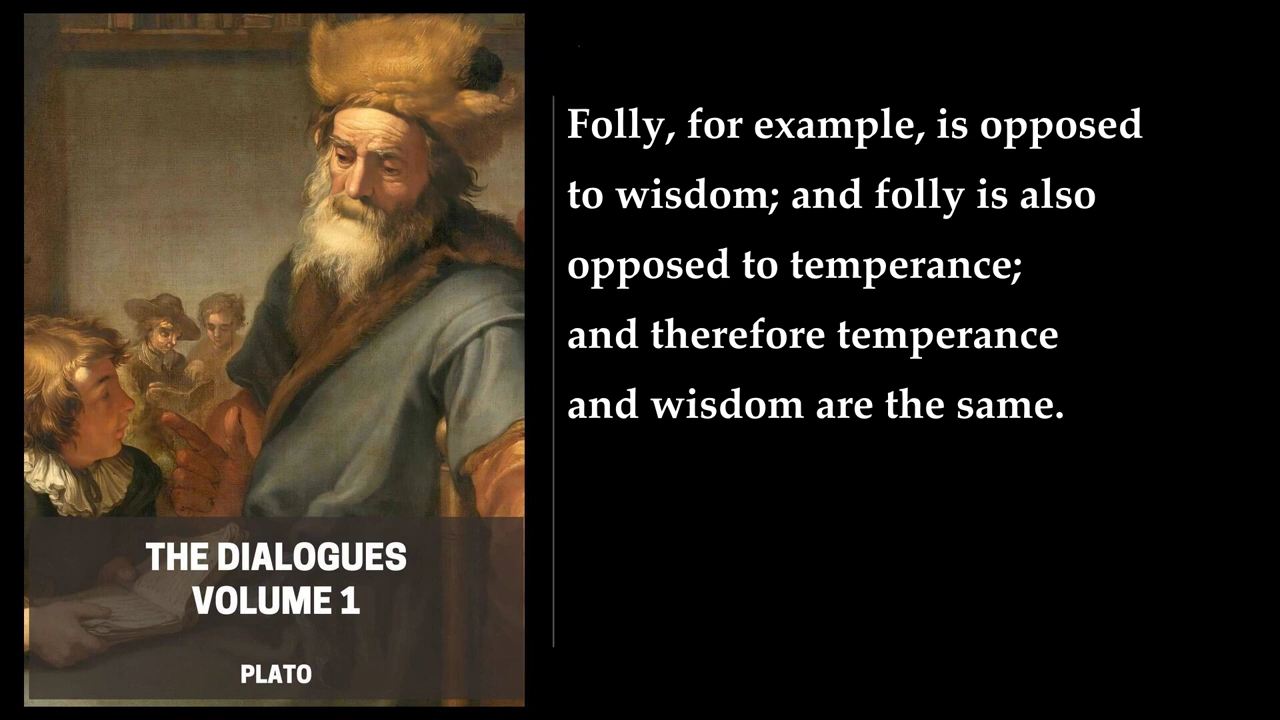 THE DIALOGUES
VOLUME 1
PLATO
Folly, for example, is opposed
to wisdom; and folly is also
opposed to temperance;
and therefore temperance
and wisdom are the same.